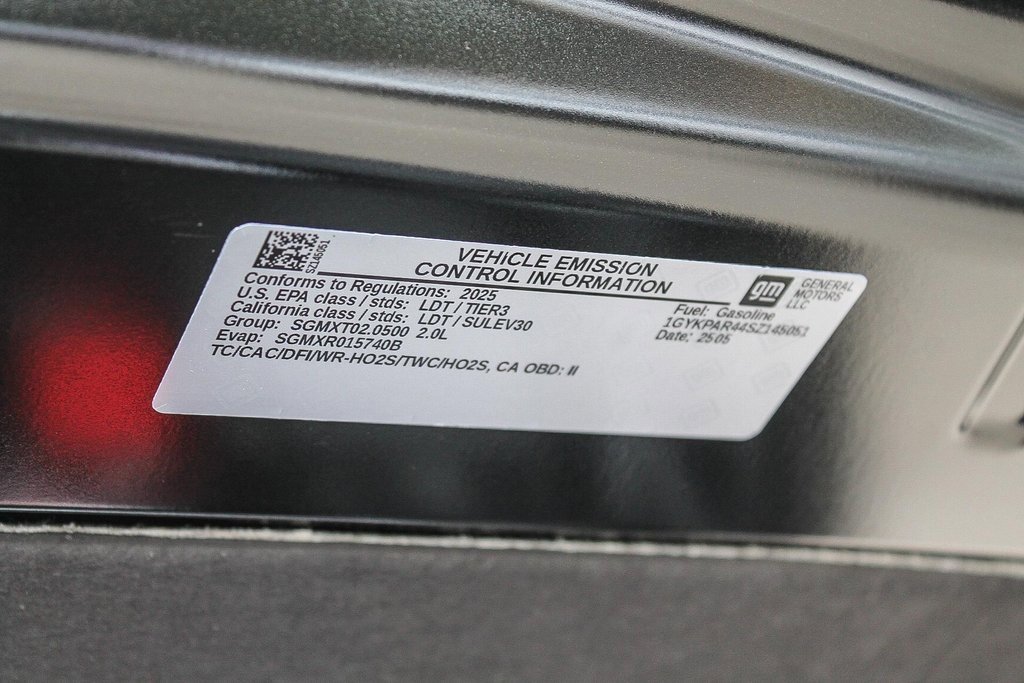 SZ145051
VEHICLE EMISSION
CONTROL INFORMATION
gm
GENERAL
MOTORS
LLC
Conforms to Regulations: 2025
U.S. EPA class / stds: LDT / TIER3
California class / stds: LDT / SULEV30
Group: SGMXT02.0500 2.0L
Evap: SGMXR015740B
TC/CAC/DFI/WR-HO2S/TWC/HO2S, CA OBD: II
Fuel: Gasoline
1GYKPAR44SZ145051
Date: 2505